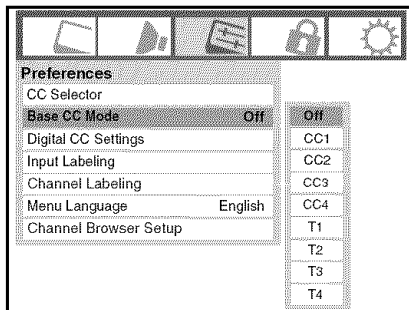 Preferences
CC Selector
Base CC Mode Off
Digital CC Settings
Input Labeling
Channel Labeling
Menu Language English
Channel Browser Setup
Off
CC1
CC2
CC3
CC4
T1
T2
T3
T4